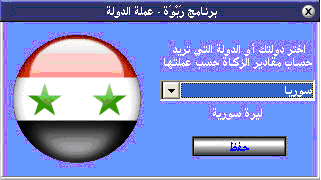 برنامج رَبْوَة - عملة الدولة
اختر دولتك أو الدولة التي تريد
حساب مقادير الزكاة حسب عملتها
سوريا
ليرة سورية
حفظ